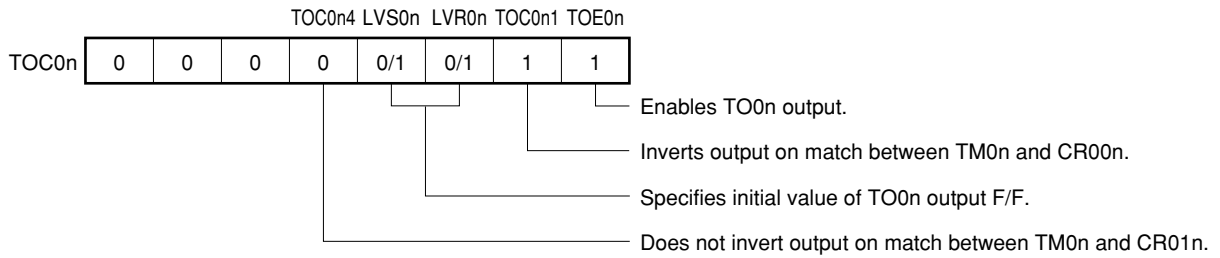 TOC0n4 LVS0n LVR0n TOC0n1 TOE0n
TOC0n 0 0 0 0 0/1 0/1 1 1
Enables TO0n output.
Inverts output on match between TM0n and CR00n.
Specifies initial value of TO0n output F/F.
Does not invert output on match between TM0n and CR01n.